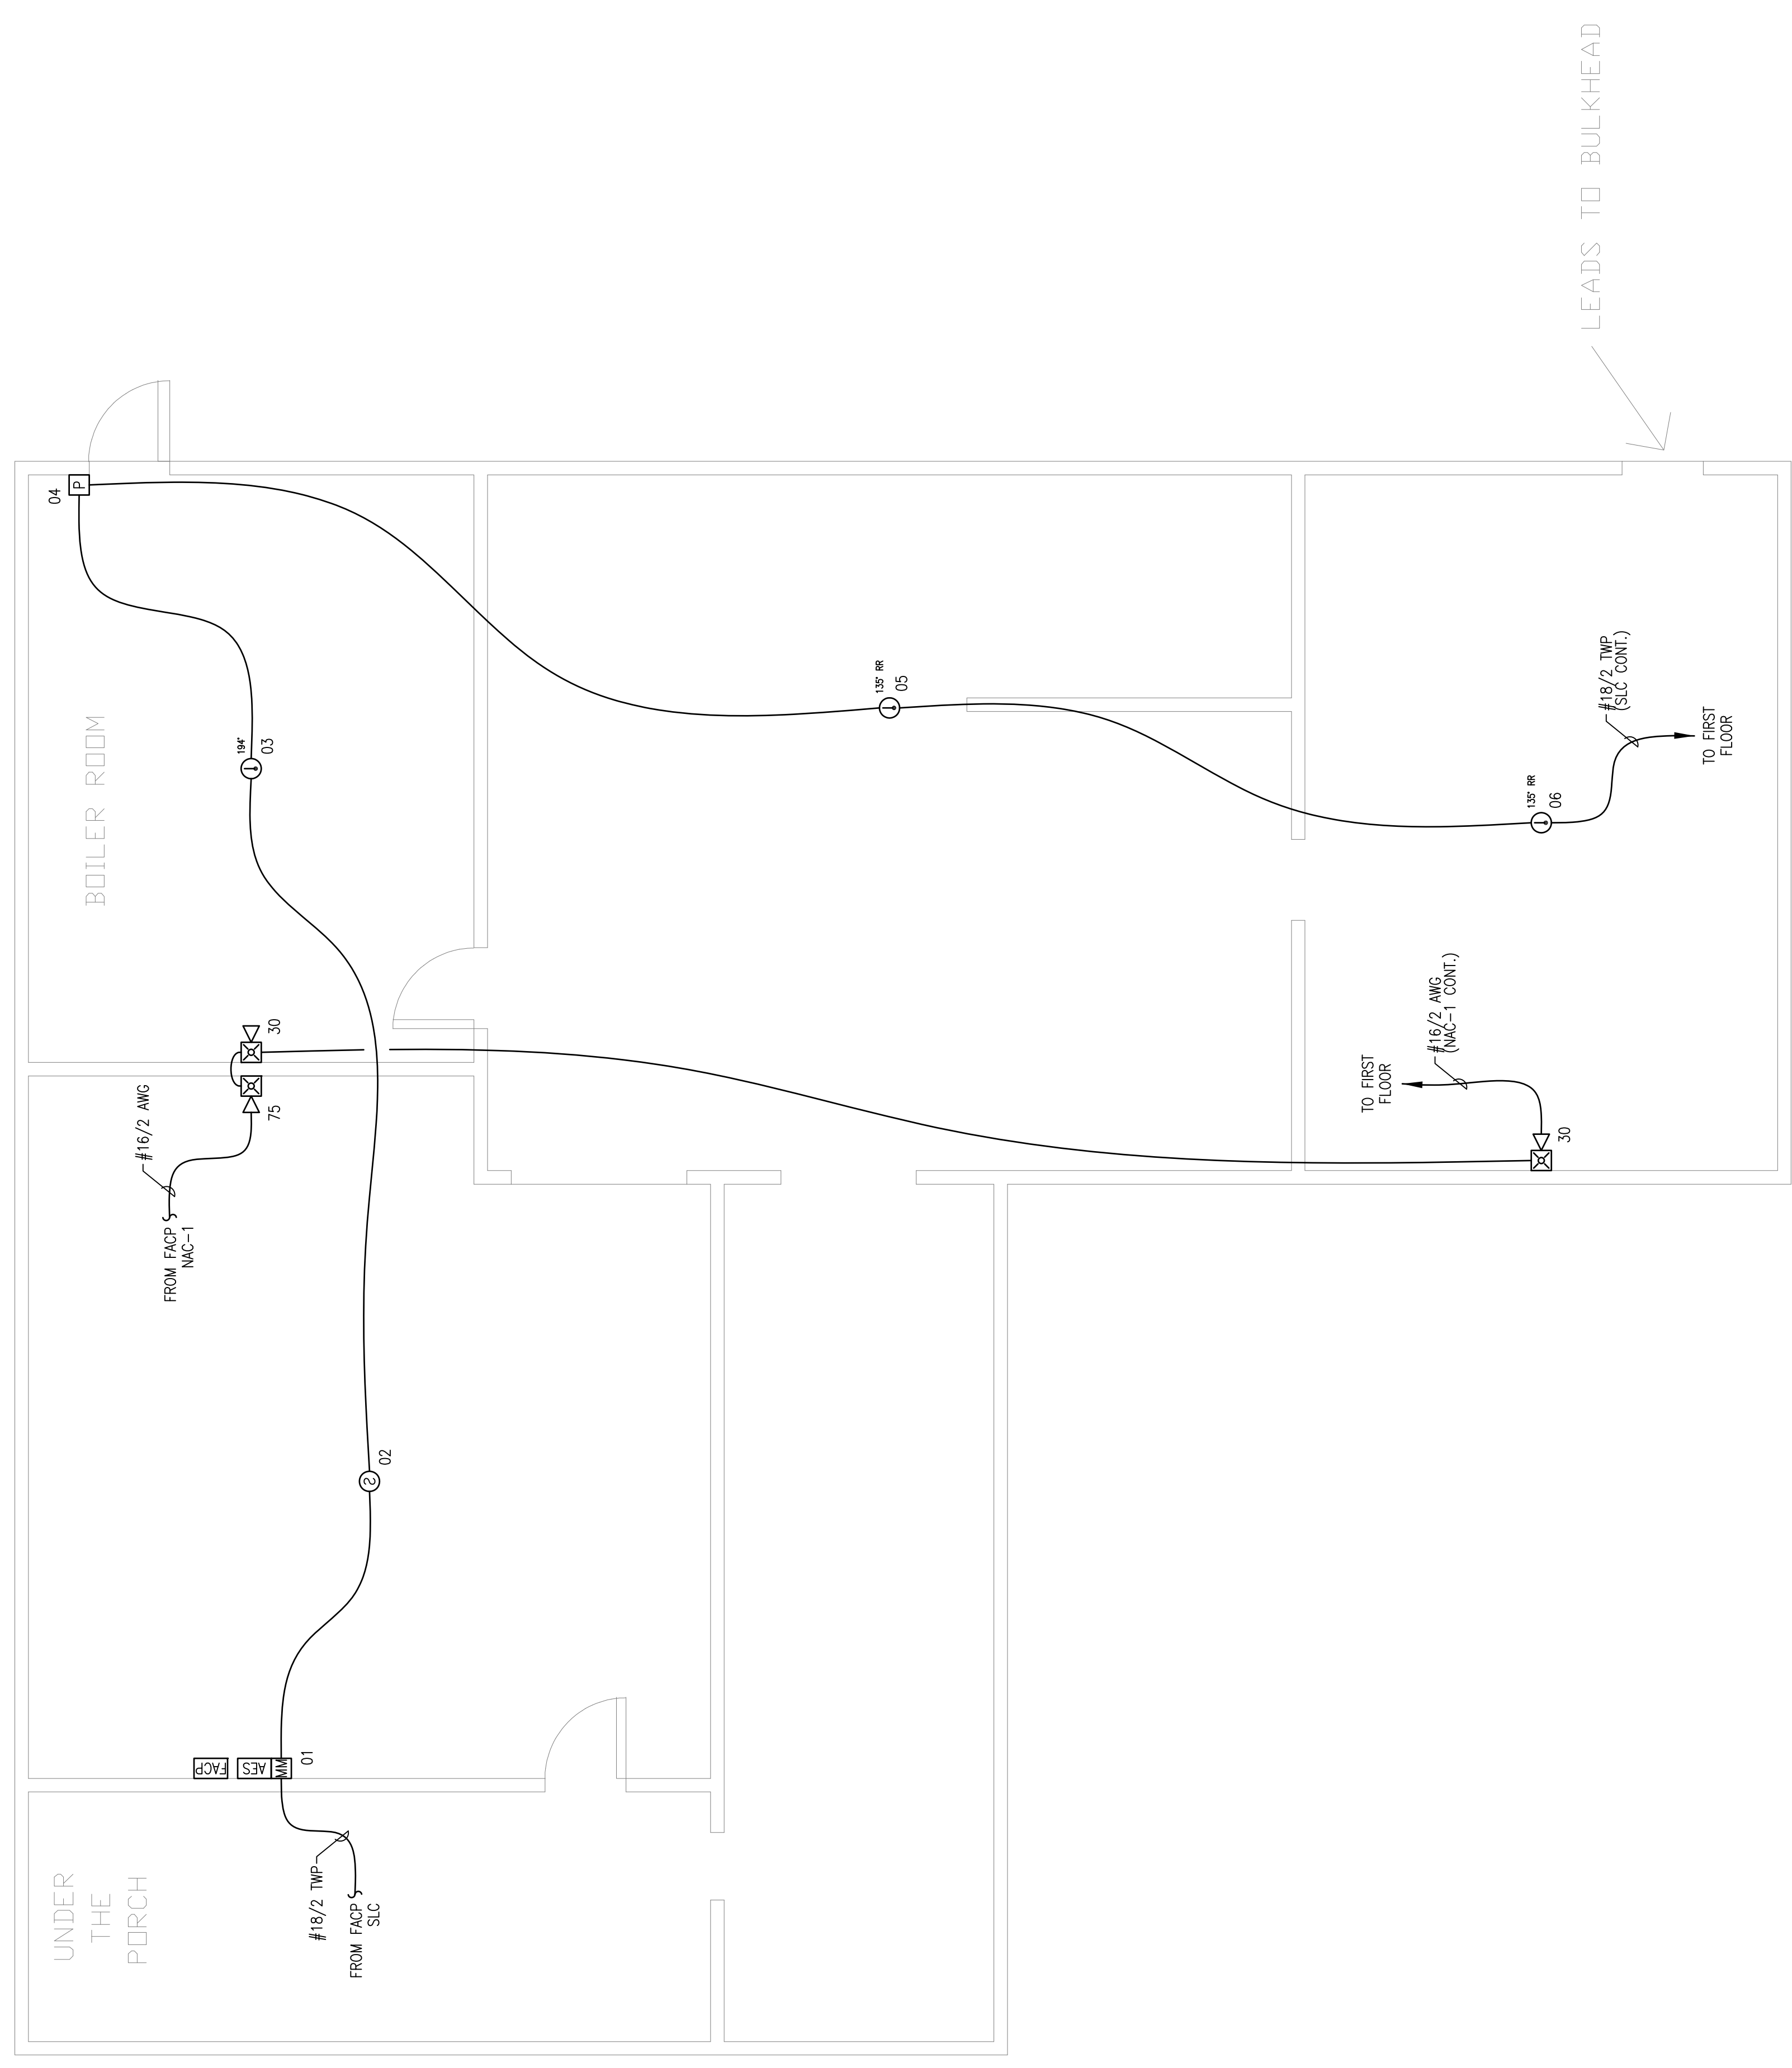 LEADS TO BULKHEAD
04
P
BOILER ROOM
194°
03
135° RR
05
#18/2 TWP
(SLC CONT.)
TO FIRST
FLOOR
135° RR
06
30
75
#16/2 AWG
FROM FACP
NAC-1
#16/2 AWG
(NAC-1 CONT.)
TO FIRST
FLOOR
30
S
02
FACP
AES
MM
01
UNDER
THE
PORCH
#18/2 TWP
FROM FACP
SLC